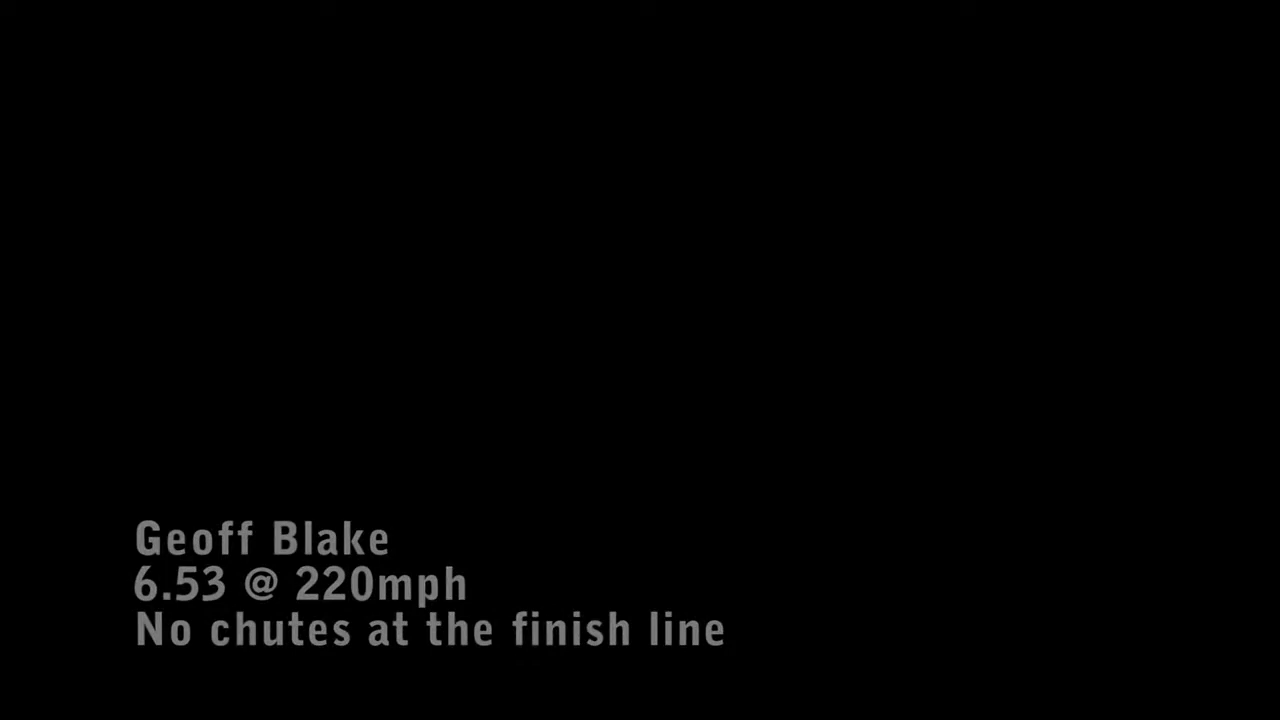 Geoff Blake
6.53 @ 220mph
No chutes at the finish line